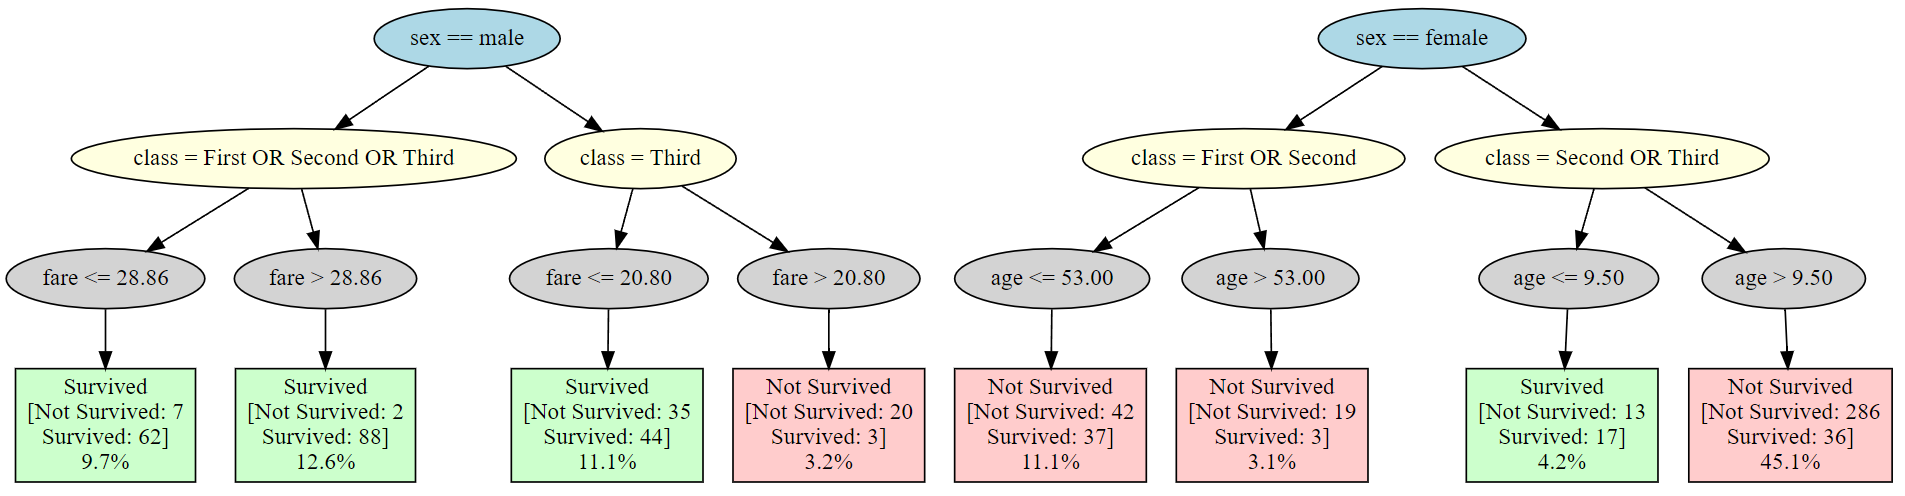 sex == male
sex == female
class = First OR Second OR Third
class = Third
class = First OR Second
class = Second OR Third
fare <= 28.86
fare > 28.86
fare <= 20.80
fare > 20.80
age <= 53.00
age > 53.00
age <= 9.50
age > 9.50
Survived
[Not Survived: 7
Survived: 62]
9.7%
Survived
[Not Survived: 2
Survived: 88]
12.6%
Survived
[Not Survived: 35
Survived: 44]
11.1%
Not Survived
[Not Survived: 20
Survived: 3]
3.2%
Not Survived
[Not Survived: 42
Survived: 37]
11.1%
Not Survived
[Not Survived: 19
Survived: 3]
3.1%
Survived
[Not Survived: 13
Survived: 17]
4.2%
Not Survived
[Not Survived: 286
Survived: 36]
45.1%